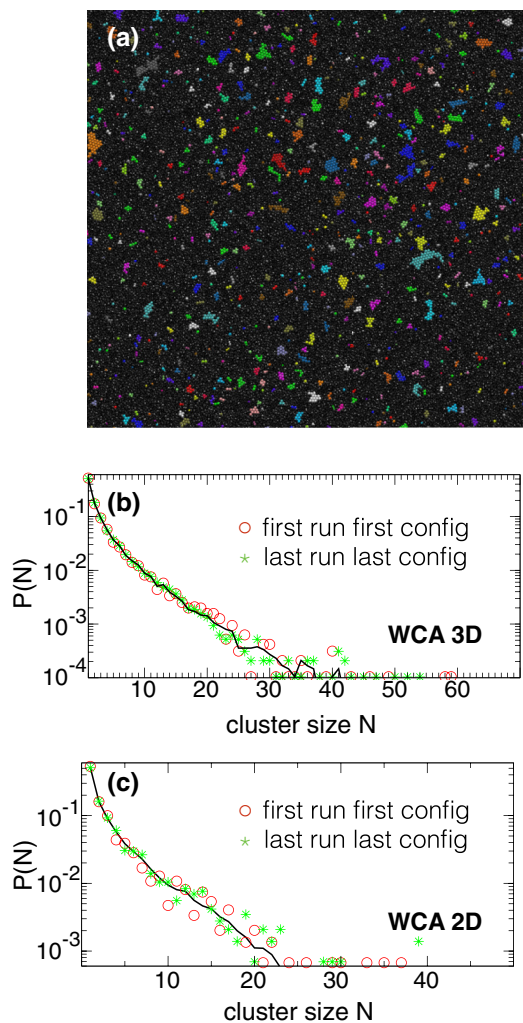 (a)
(b)
10⁻¹
10⁻²
10⁻³
10⁻⁴
P(N)
first run first config
last run last config
WCA 3D
10 20 30 40 50 60 70
cluster size N
(c)
10⁻¹
10⁻²
10⁻³
P(N)
first run first config
last run last config
WCA 2D
10 20 30 40
cluster size N